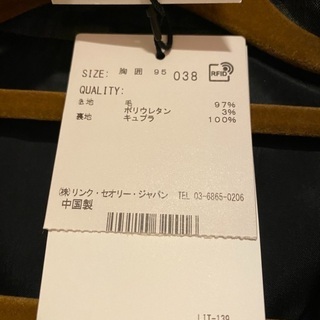 SIZE: 胸囲 95 038 RFID
QUALITY:
表地 毛 97%
ポリウレタン 3%
裏地 キュプラ 100%
㈱リンク・セオリー・ジャパン TEL 03-6865-0206
中国製
LIT-139